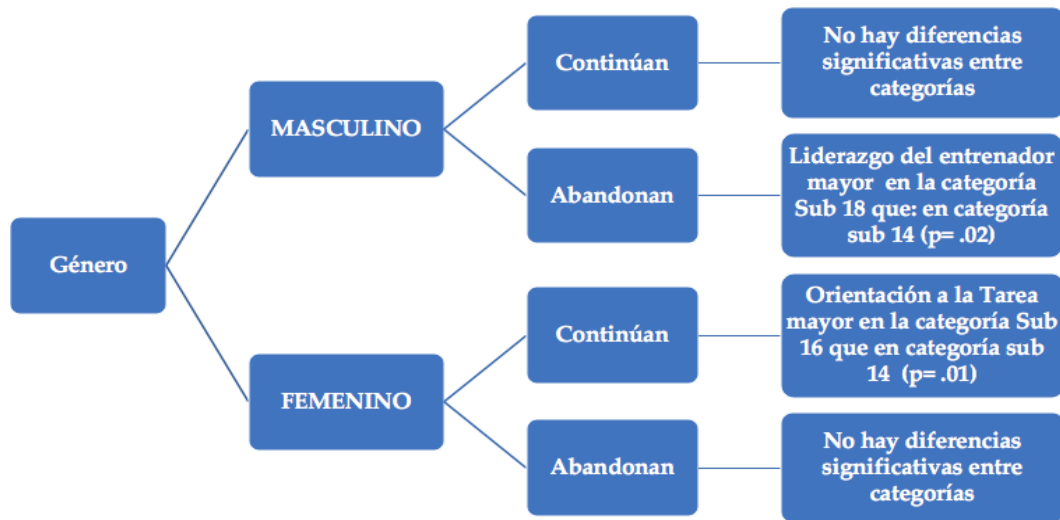 Género
MASCULINO
Continúan
No hay diferencias
significativas entre
categorías
Abandonan
Liderazgo del entrenador
mayor en la categoría
Sub 18 que: en categoría
sub 14 (p= .02)
FEMENINO
Continúan
Orientación a la Tarea
mayor en la categoría Sub
16 que en categoría sub
14 (p= .01)
Abandonan
No hay diferencias
significativas entre
categorías